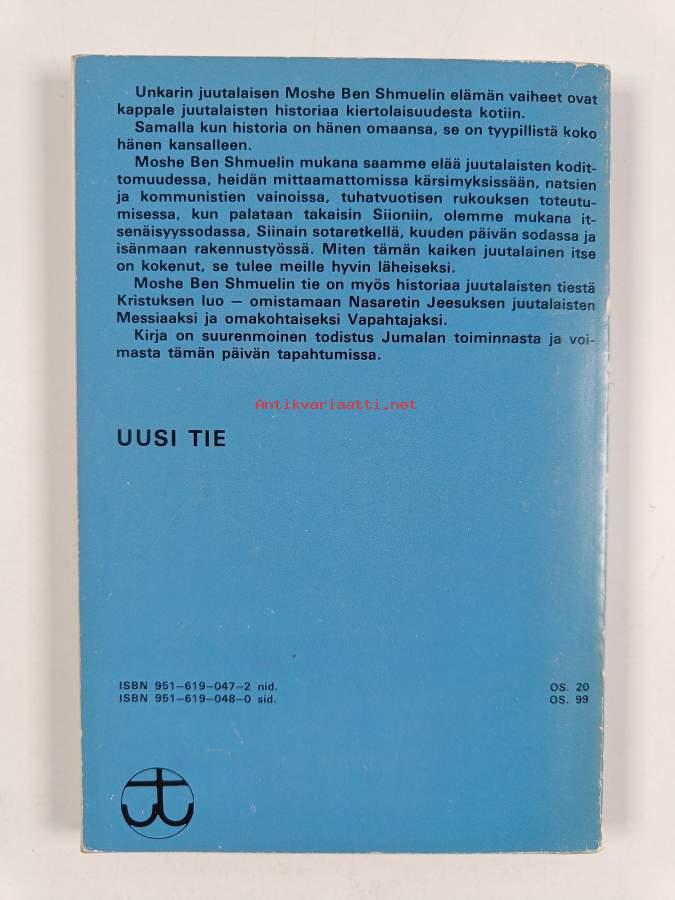 Unkarin juutalaisen Moshe Ben Shmuelin elämän vaiheet ovat
kappale juutalaisten historiaa kiertolaisuudesta kotiin.
Samalla kun historia on hänen omaansa, se on tyypillistä koko
hänen kansalleen.
Moshe Ben Shmuelin mukana saamme elää juutalaisten kodit-
tomuudessa, heidän mittaamattomissa kärsimyksissään, natsien
ja kommunistien vainoissa, tuhatvuotisen rukouksen toteutu-
misessa, kun palataan takaisin Siioniin, olemme mukana it-
senäisyyssodassa, Siinain sotaretkellä, kuuden päivän sodassa ja
isänmaan rakennustyössä. Miten tämän kaiken juutalainen itse
on kokenut, se tulee meille hyvin läheiseksi.
Moshe Ben Shmuelin tie on myös historiaa juutalaisten tiestä
Kristuksen luo — omistamaan Nasaretin Jeesuksen juutalaisten
Messiaaksi ja omakohtaiseksi Vapahtajaksi.
Kirja on suurenmoinen todistus Jumalan toiminnasta ja voi-
masta tämän päivän tapahtumissa.
Antikvariaatti.net
UUSI TIE
ISBN 951—619—047—2 nid. OS. 20
ISBN 951—619—048—0 sid. OS. 99